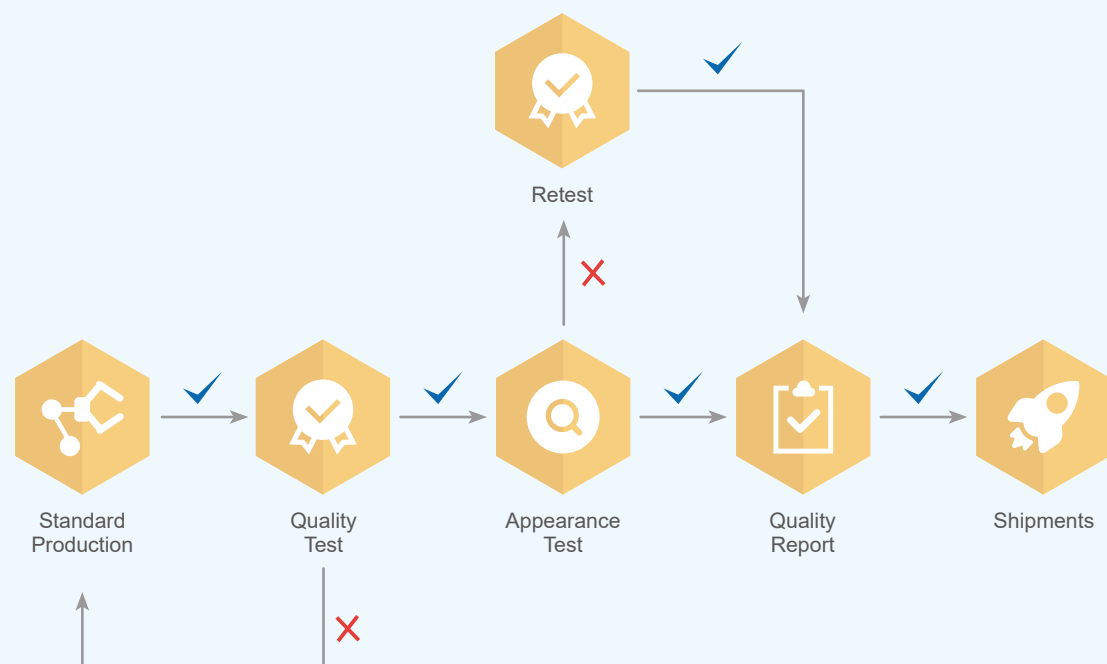 Retest
Standard
Production
Quality
Test
Appearance
Test
Quality
Report
Shipments